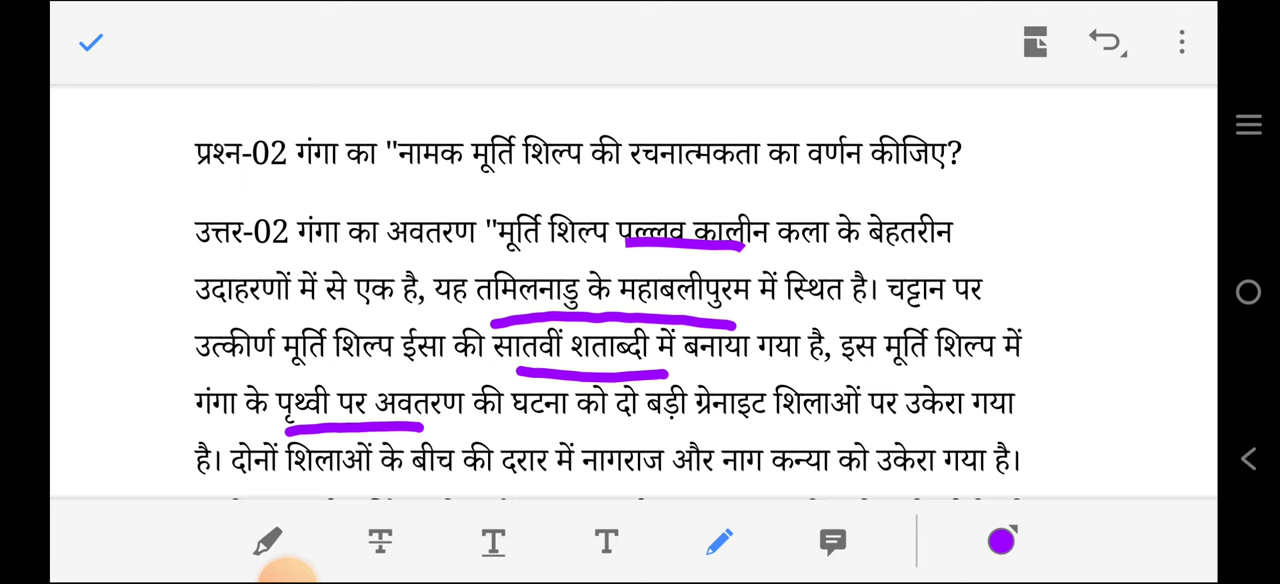 प्रश्न-02 गंगा का "नामक मूर्ति शिल्प की रचनात्मकता का वर्णन कीजिए?
उत्तर-02 गंगा का अवतरण "मूर्ति शिल्प पल्लव कालीन कला के बेहतरीन
उदाहरणों में से एक है, यह तमिलनाडु के महाबलीपुरम में स्थित है। चट्टान पर
उत्कीर्ण मूर्ति शिल्प ईसा की सातवीं शताब्दी में बनाया गया है, इस मूर्ति शिल्प में
गंगा के पृथ्वी पर अवतरण की घटना को दो बड़ी ग्रेनाइट शिलाओं पर उकेरा गया
है। दोनों शिलाओं के बीच की दरार में नागराज और नाग कन्या को उकेरा गया है।